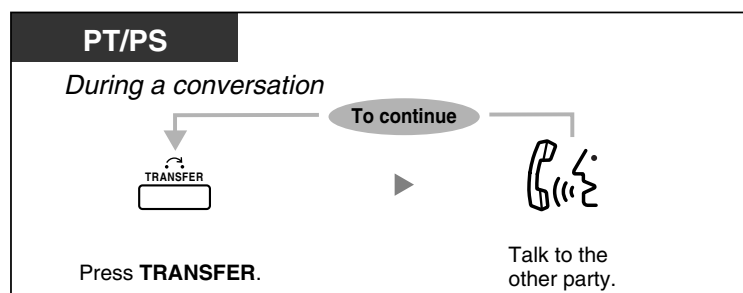 PT/PS
During a conversation
To continue
TRANSFER
Press TRANSFER.
Talk to the
other party.